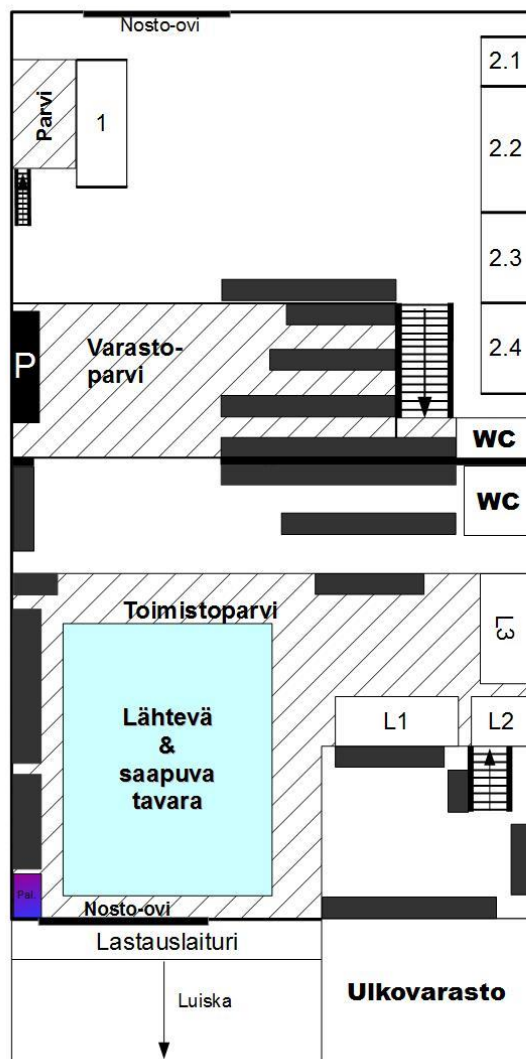 Nosto-ovi
2.1
Parvi
1
2.2
2.3
2.4
P
Varasto-
parvi
WC
WC
Toimistoparvi
L3
Lähtevä
&
saapuva
tavara
L1
L2
Pal.
Nosto-ovi
Lastauslaituri
Luiska
Ulkovarasto